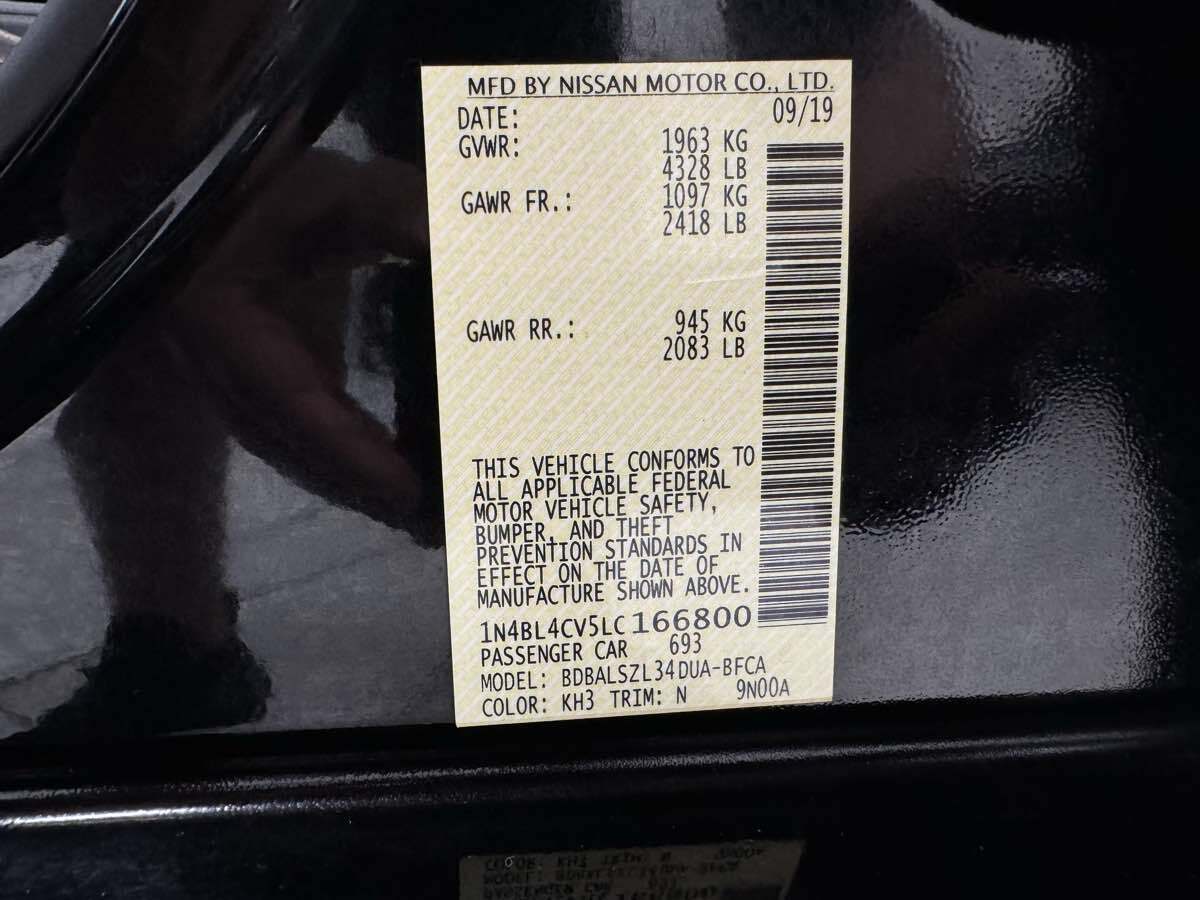 MFD BY NISSAN MOTOR CO., LTD.
DATE: 09/19
GVWR: 1963 KG
4328 LB
GAWR FR.: 1097 KG
2418 LB
GAWR RR.: 945 KG
2083 LB
THIS VEHICLE CONFORMS TO
ALL APPLICABLE FEDERAL
MOTOR VEHICLE SAFETY,
BUMPER, AND THEFT
PREVENTION STANDARDS IN
EFFECT ON THE DATE OF
MANUFACTURE SHOWN ABOVE.
1N4BL4CV5LC166800
PASSENGER CAR 693
MODEL: BDBALSZL34DUA-BFCA
COLOR: KH3 TRIM: N 9N00A